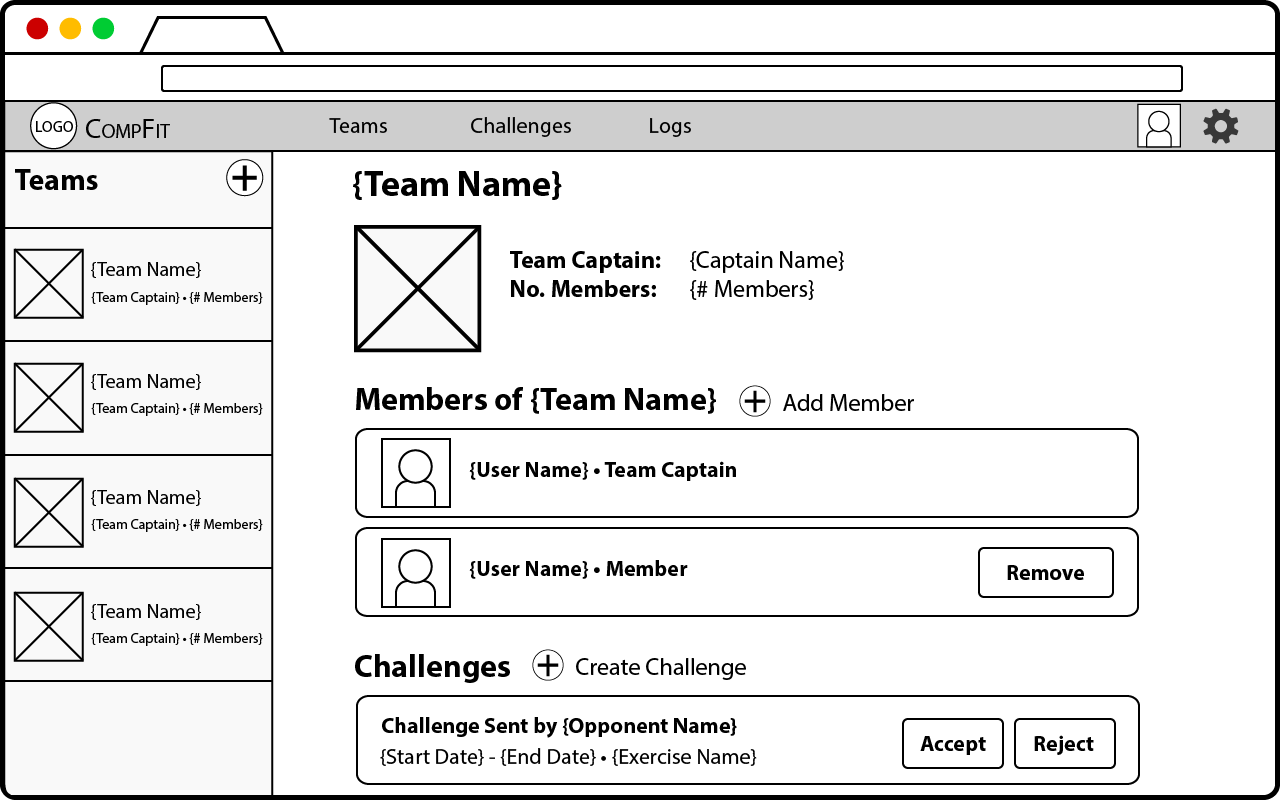 LOGO CompFit Teams Challenges Logs
Teams
{Team Name}
{Team Captain} • {# Members}
{Team Name}
{Team Captain} • {# Members}
{Team Name}
{Team Captain} • {# Members}
{Team Name}
{Team Captain} • {# Members}
{Team Name}
Team Captain: {Captain Name}
No. Members: {# Members}
Members of {Team Name} Add Member
{User Name} • Team Captain
{User Name} • Member Remove
Challenges Create Challenge
Challenge Sent by {Opponent Name}
{Start Date} - {End Date} • {Exercise Name}
Accept Reject